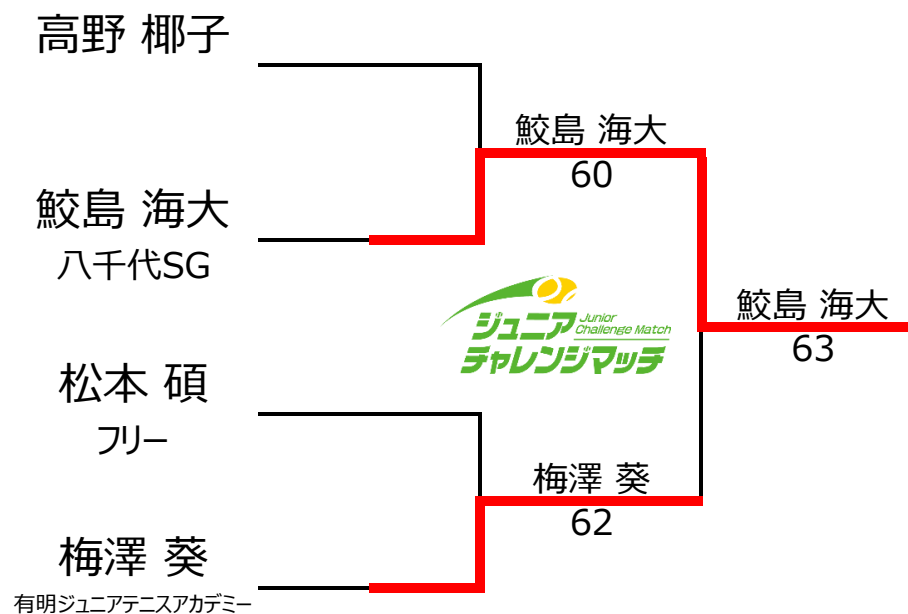 高野 椰子
鮫島 海大
八千代SG
松本 碩
フリー
梅澤 葵
有明ジュニアテニスアカデミー
鮫島 海大
60
梅澤 葵
62
鮫島 海大
63
ジュニア
Junior
Challenge Match
チャレンジマッチ